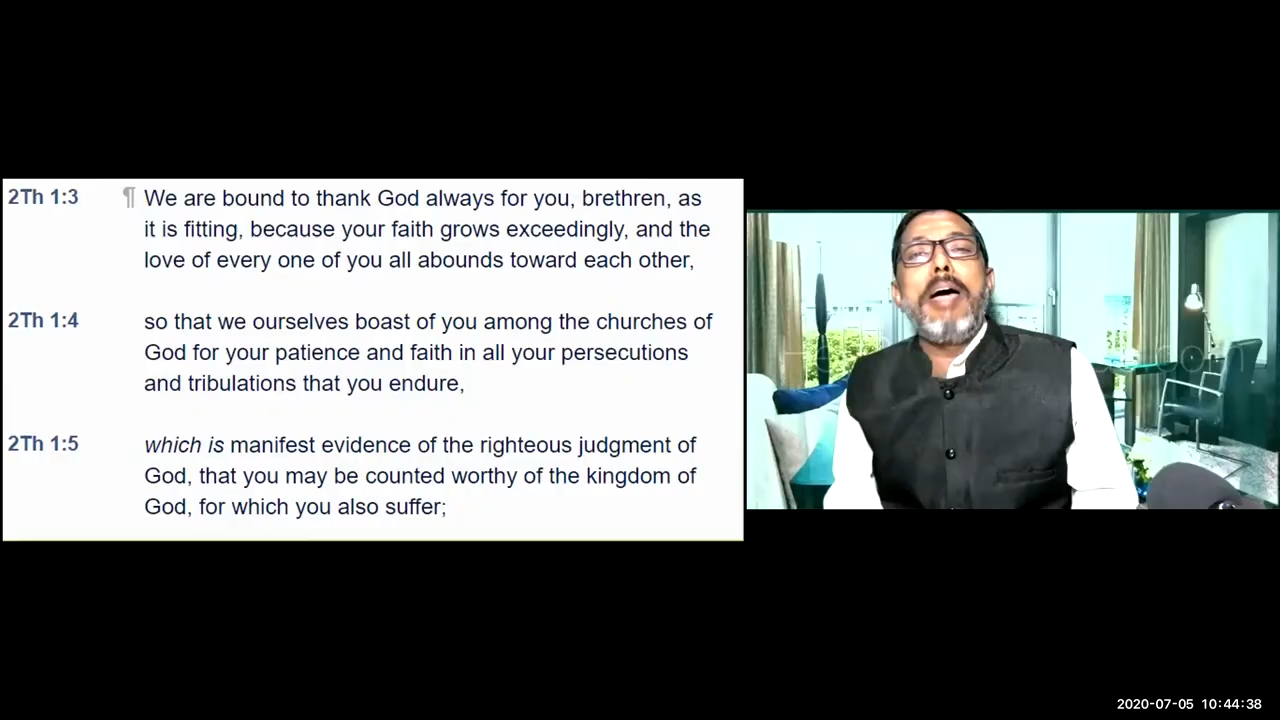 2Th 1:3 ¶ We are bound to thank God always for you, brethren, as
it is fitting, because your faith grows exceedingly, and the
love of every one of you all abounds toward each other,
2Th 1:4 so that we ourselves boast of you among the churches of
God for your patience and faith in all your persecutions
and tribulations that you endure,
2Th 1:5 which is manifest evidence of the righteous judgment of
God, that you may be counted worthy of the kingdom of
God, for which you also suffer;
2020-07-05 10:44:38